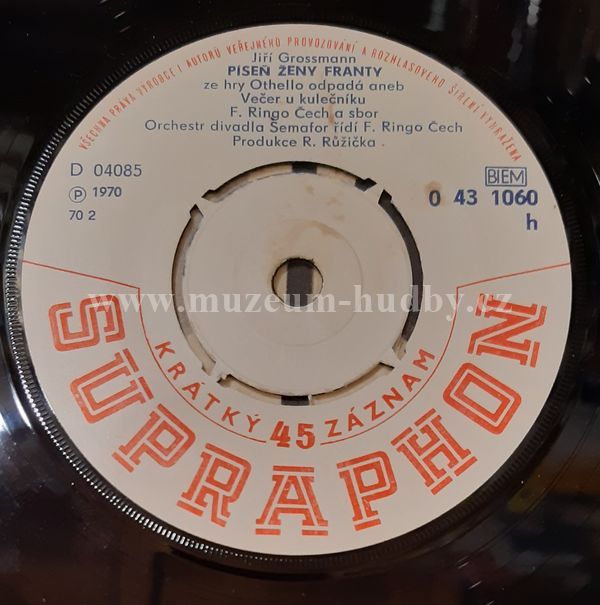 VŠECHNA PRÁVA VÝROBCE I AUTORŮ VEŘEJNÉHO PROVOZOVÁNÍ A ROZHLASOVÉHO ŠÍŘENÍ VYHRAŽENA
Jiří Grossmann
PISEŇ ŽENY FRANTY
ze hry Othello odpadá aneb
Večer u kulečníku
F. Ringo Čech a sbor
Orchestr divadla Semafor řídí F. Ringo Čech
Produkce R. Růžička
D 04085
Ⓟ 1970
70 2
BIEM
0 43 1060
h
www.muzeum-hudby.cz
KRÁTKÝ 45 ZÁZNAM
SUPRAPHON